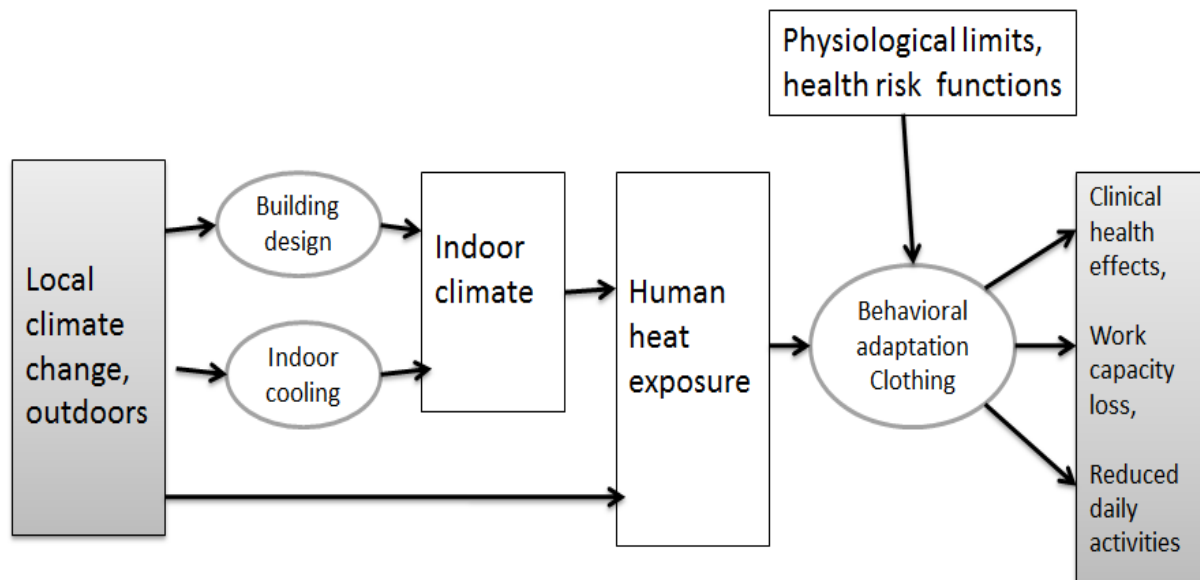 Physiological limits,
health risk functions
Local
climate
change,
outdoors
Building
design
Indoor
cooling
Indoor
climate
Human
heat
exposure
Behavioral
adaptation
Clothing
Clinical
health
effects,
Work
capacity
loss,
Reduced
daily
activities